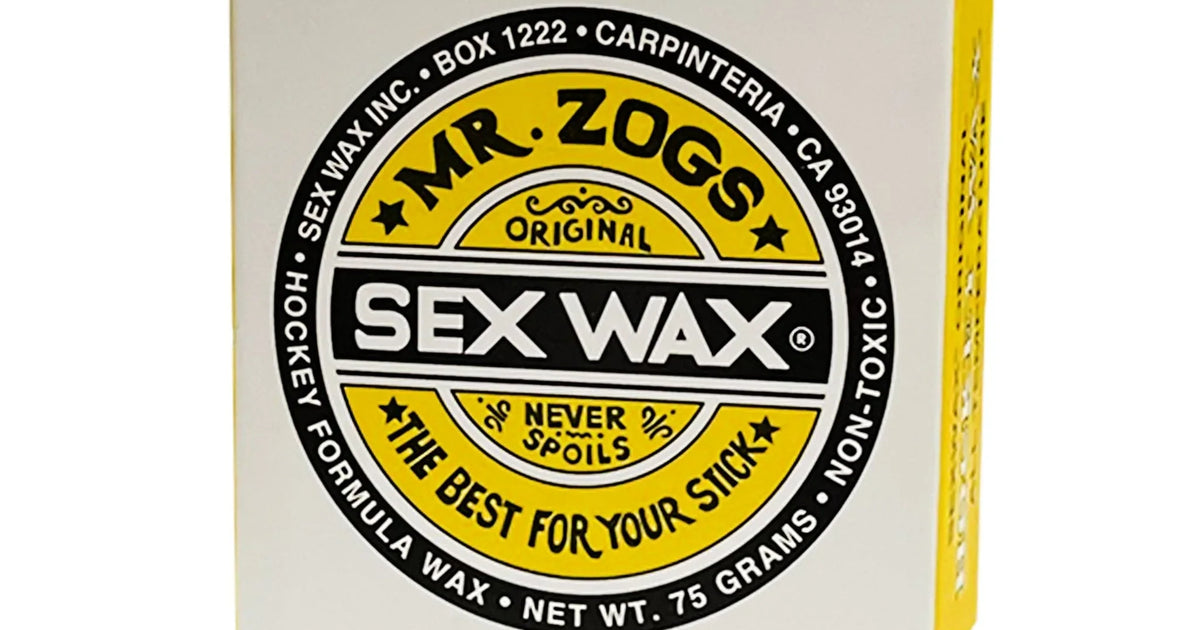 SEX WAX INC. • BOX 1222 • CARPINTERIA, CA 93014 • NON-TOXIC •
MR. ZOGS
ORIGINAL
SEX WAX®
NEVER
SPOILS
THE BEST FOR YOUR STICK
HOCKEY FORMULA WAX • NET WT. 75 GRAMS •